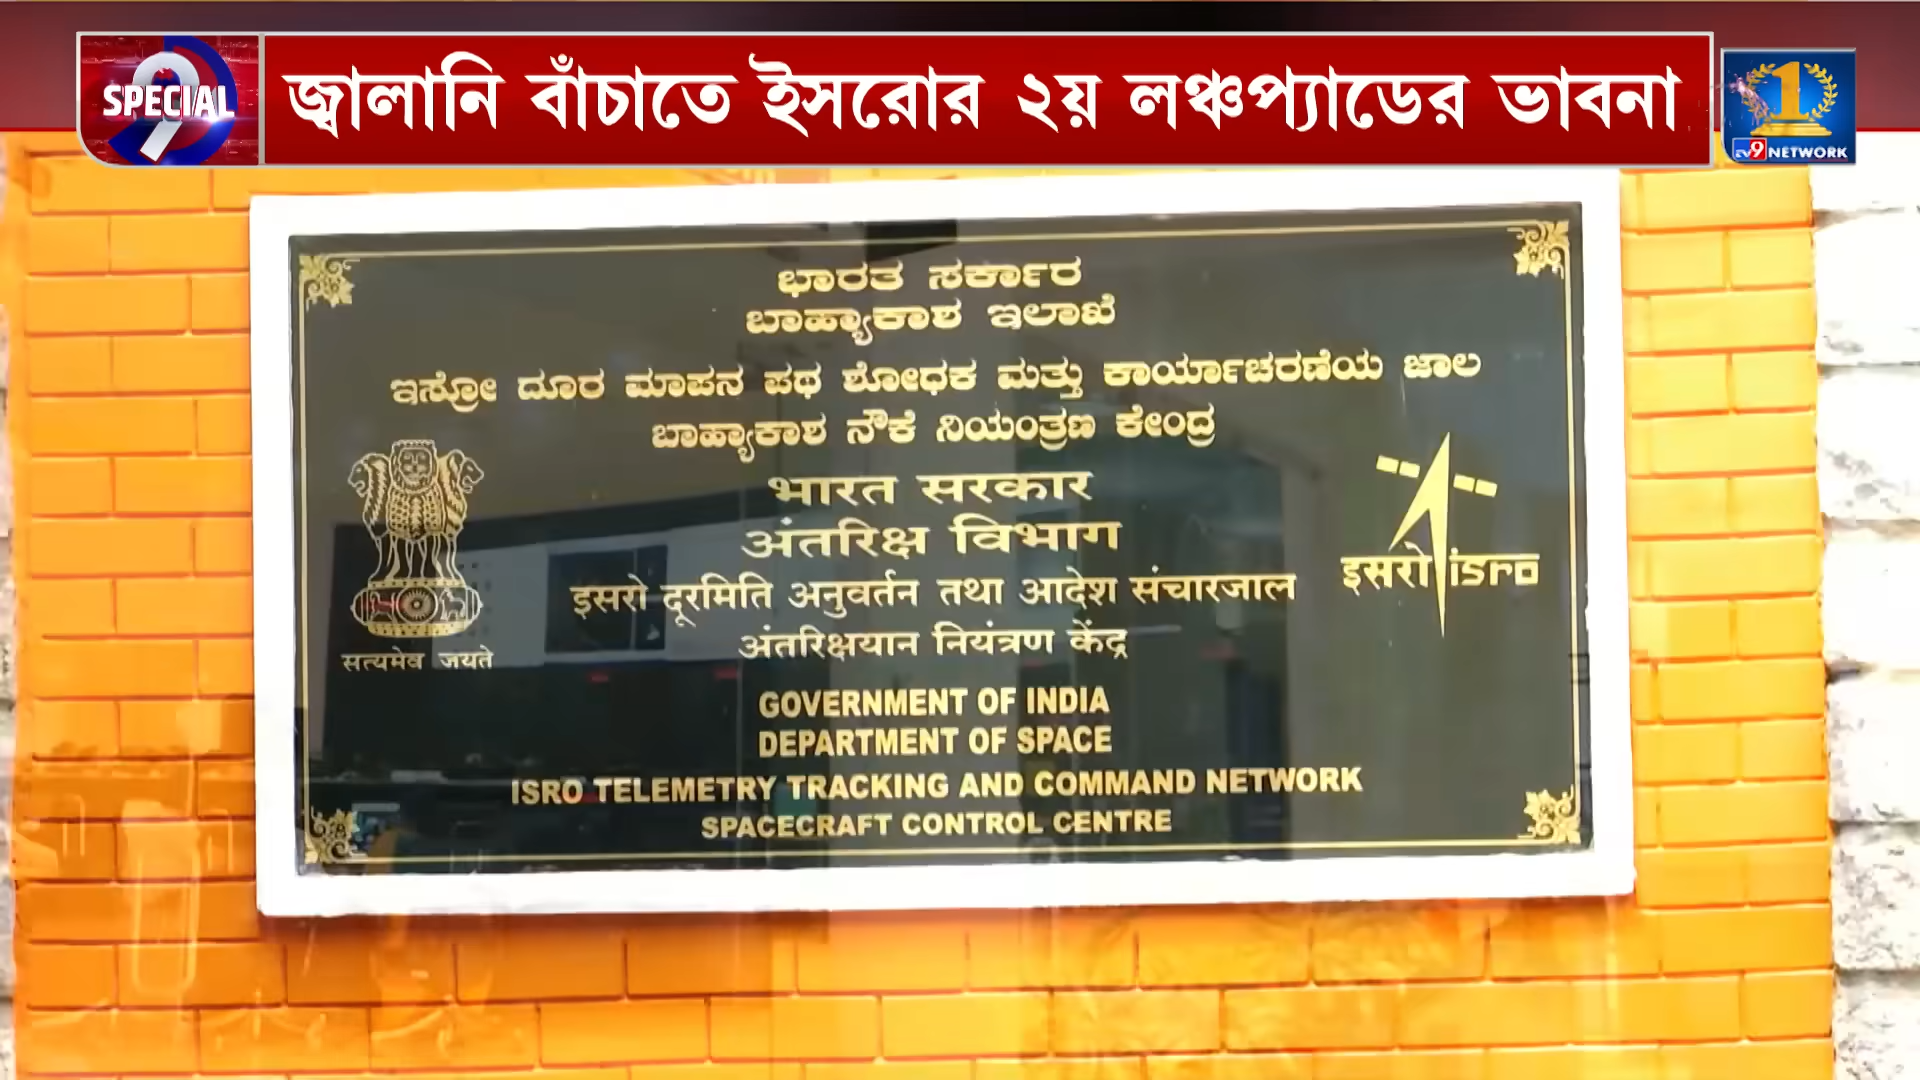 SPECIAL 9
জ্বালানি বাঁচাতে ইসরোর ২য় লঞ্চপ্যাডের ভাবনা
1
TV9 NETWORK
ಭಾರತ ಸರ್ಕಾರ
ಬಾಹ್ಯಾಕಾಶ ಇಲಾಖೆ
ಇಸ್ರೋ ದೂರ ಮಾಪನ ಪಥ ಶೋಧಕ ಮತ್ತು ಕಾರ್ಯಾಚರಣೆಯ ಜಾಲ
ಬಾಹ್ಯಾಕಾಶ ನೌಕೆ ನಿಯಂತ್ರಣ ಕೇಂದ್ರ
भारत सरकार
अंतरिक्ष विभाग
इसरो दूरमिति अनुवर्तन तथा आदेश संचारजाल
अंतरिक्षयान नियंत्रण केंद्र
सत्यमेव जयते
इसरो isro
GOVERNMENT OF INDIA
DEPARTMENT OF SPACE
ISRO TELEMETRY TRACKING AND COMMAND NETWORK
SPACECRAFT CONTROL CENTRE